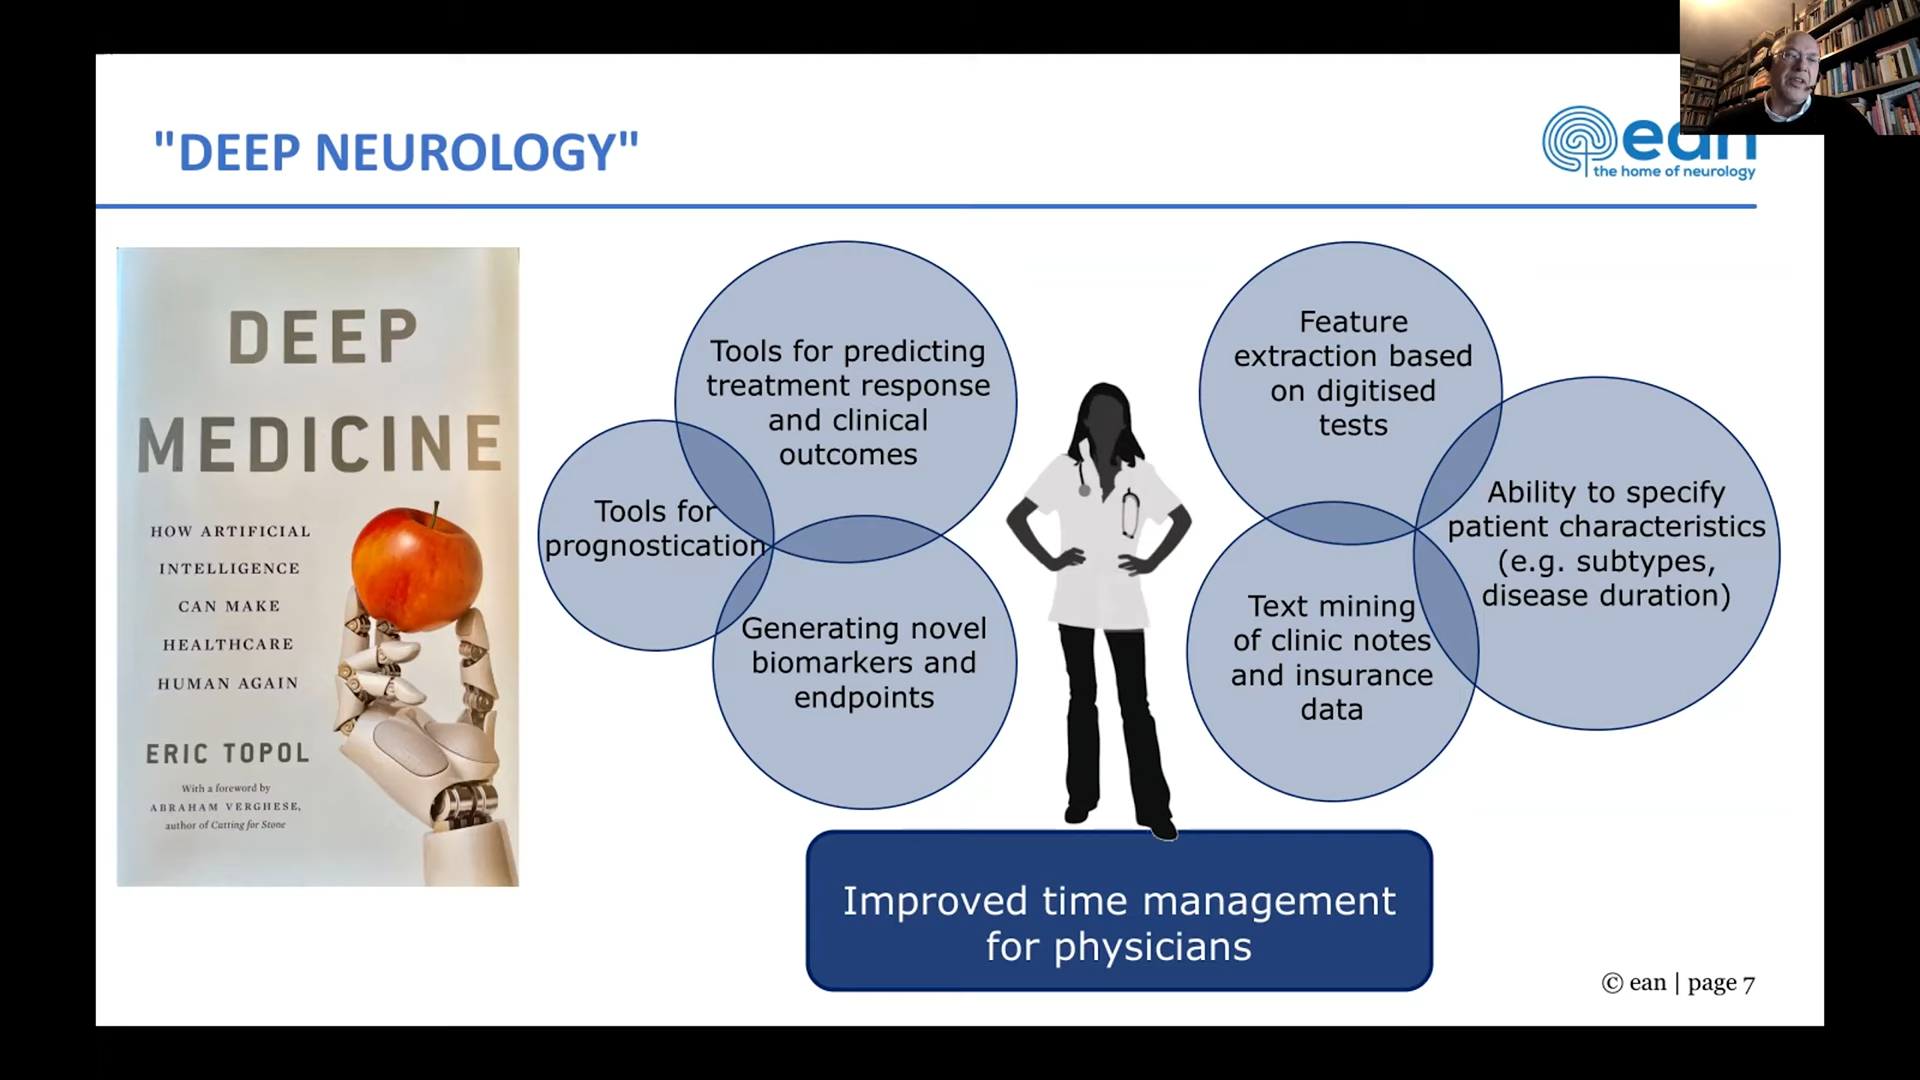 "DEEP NEUROLOGY"
ean
the home of neurology
DEEP
MEDICINE
HOW ARTIFICIAL
INTELLIGENCE
CAN MAKE
HEALTHCARE
HUMAN AGAIN
ERIC TOPOL
With a foreword by
ABRAHAM VERGHESE,
author of Cutting for Stone
Tools for
prognostication
Tools for predicting
treatment response
and clinical
outcomes
Generating novel
biomarkers and
endpoints
Feature
extraction based
on digitised
tests
Text mining
of clinic notes
and insurance
data
Ability to specify
patient characteristics
(e.g. subtypes,
disease duration)
Improved time management
for physicians
© ean | page 7